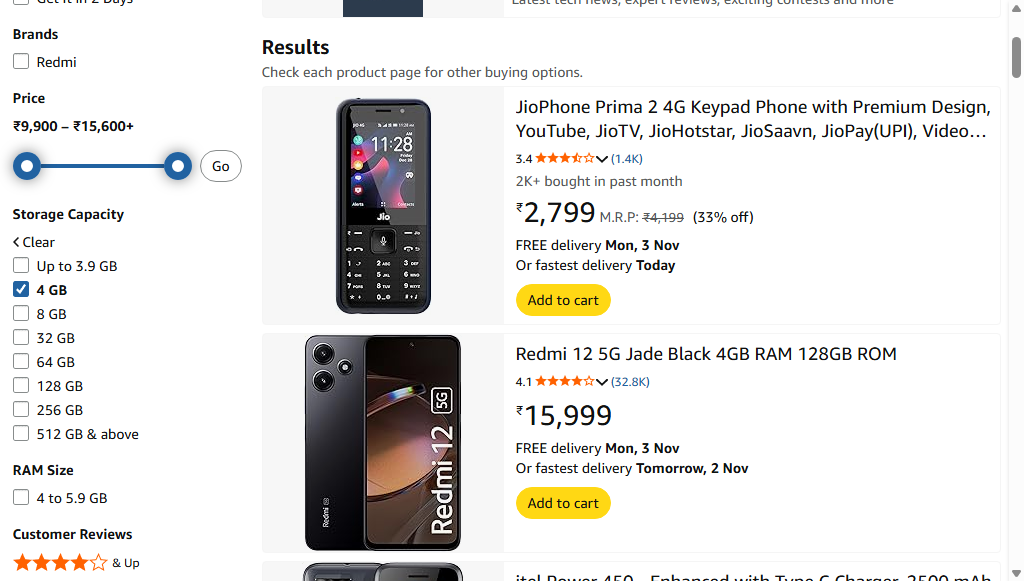 Get It in 2 Days
Brands
Redmi
Price
₹9,900 – ₹15,600+
Go
Storage Capacity
Clear
Up to 3.9 GB
4 GB
8 GB
32 GB
64 GB
128 GB
256 GB
512 GB & above
RAM Size
4 to 5.9 GB
Customer Reviews
& Up
Latest tech news, expert reviews, exciting contests and more
Results
Check each product page for other buying options.
11:28
Jio
JioPhone Prima 2 4G Keypad Phone with Premium Design,
YouTube, JioTV, JioHotstar, JioSaavn, JioPay(UPI), Video…
3.4 (1.4K)
2K+ bought in past month
₹2,799 M.R.P: ₹4,199 (33% off)
FREE delivery Mon, 3 Nov
Or fastest delivery Today
Add to cart
Redmi 12 5G
Redmi
Redmi 12 5G Jade Black 4GB RAM 128GB ROM
4.1 (32.8K)
₹15,999
FREE delivery Mon, 3 Nov
Or fastest delivery Tomorrow, 2 Nov
Add to cart
itel Power 450 - Enhanced with Type C Charger, 2500 mAh